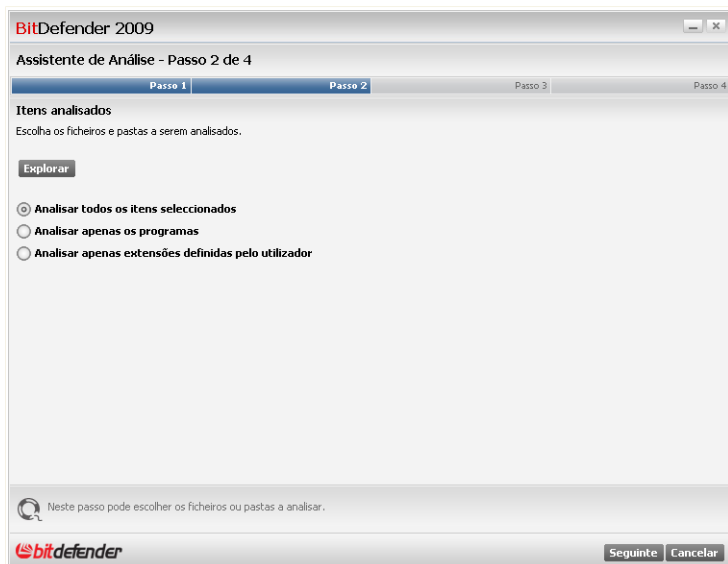 BitDefender 2009
Assistente de Análise - Passo 2 de 4
Passo 1 Passo 2 Passo 3 Passo 4
Itens analisados
Escolha os ficheiros e pastas a serem analisados.
Explorar
Analisar todos os itens seleccionados
Analisar apenas os programas
Analisar apenas extensões definidas pelo utilizador
Neste passo pode escolher os ficheiros ou pastas a analisar.
bitdefender
Seguinte Cancelar